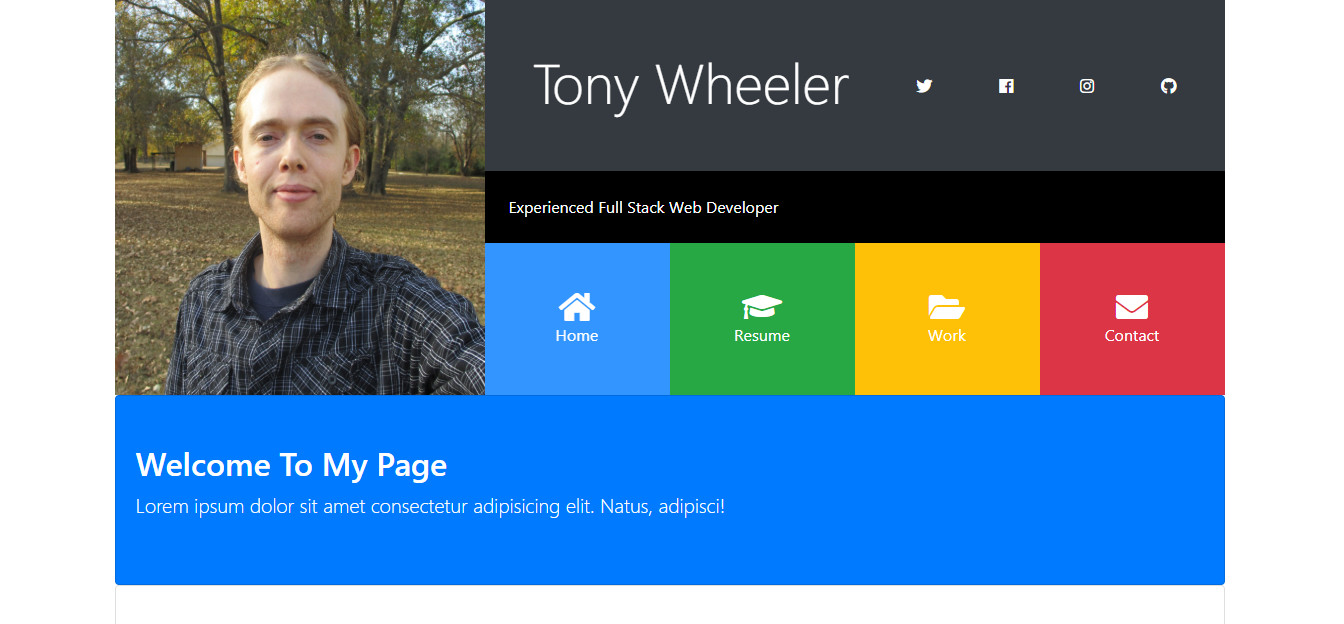 Tony Wheeler
Experienced Full Stack Web Developer
Home
Resume
Work
Contact
Welcome To My Page
Lorem ipsum dolor sit amet consectetur adipisicing elit. Natus, adipisci!